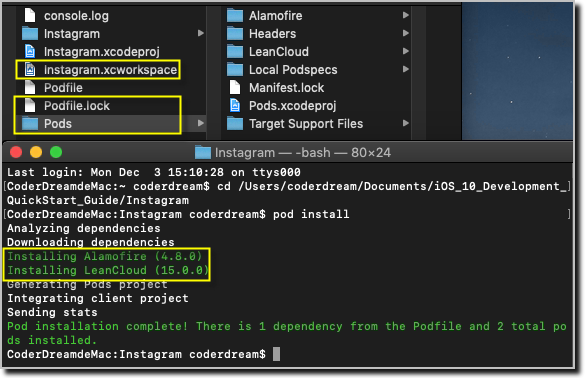 console.log
Instagram
Instagram.xcodeproj
Instagram.xcworkspace
Podfile
Podfile.lock
Pods
Alamofire
Headers
LeanCloud
Local Podspecs
Manifest.lock
Pods.xcodeproj
Target Support Files
Instagram — -bash — 80×24
Last login: Mon Dec  3 15:10:28 on ttys000
[CoderDreamdeMac:~ coderdream$ cd /Users/coderdream/Documents/iOS_10_Development_]
QuickStart_Guide/Instagram
[CoderDreamdeMac:Instagram coderdream$ pod install ]
Analyzing dependencies
Downloading dependencies
Installing Alamofire (4.8.0)
Installing LeanCloud (15.0.0)
Generating Pods project
Integrating client project
Sending stats
Pod installation complete! There is 1 dependency from the Podfile and 2 total po
ds installed.
CoderDreamdeMac:Instagram coderdream$